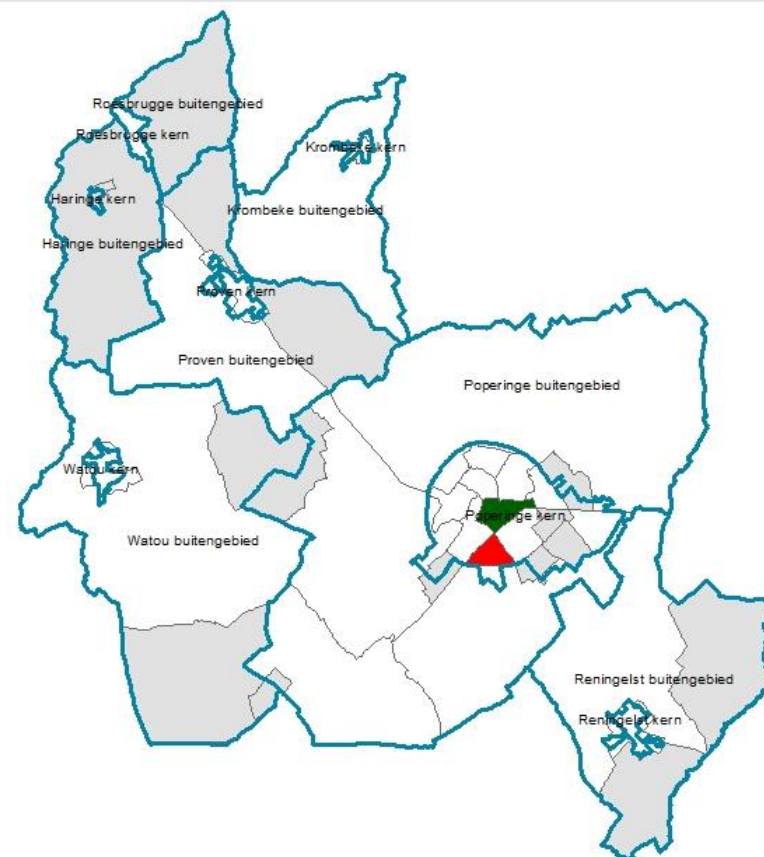 Roesbrugge buitengebied
Roesbrugge kern
Krombeke kern
Haringe kern
Krombeke buitengebied
Haringe buitengebied
Proven kern
Proven buitengebied
Poperinge buitengebied
Watou kern
Poperinge kern
Watou buitengebied
Reningelst buitengebied
Reningelst kern